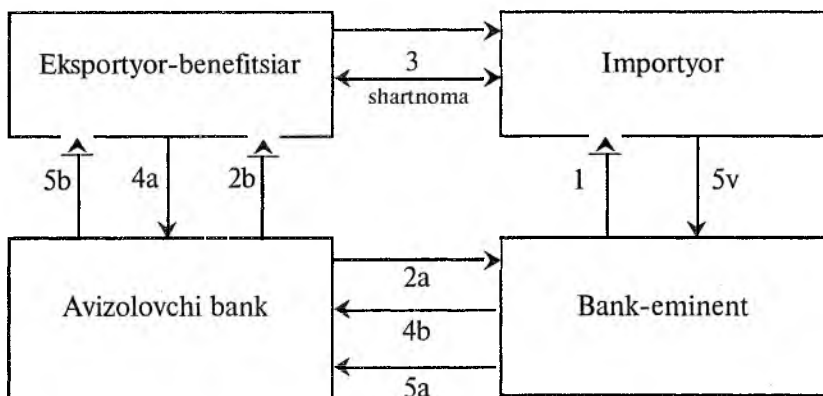 Eksportyor-benefitsiar
3
shartnoma
Importyor
5b
4a
2b
1
5v
Avizolovchi bank
2a
4b
5a
Bank-eminent